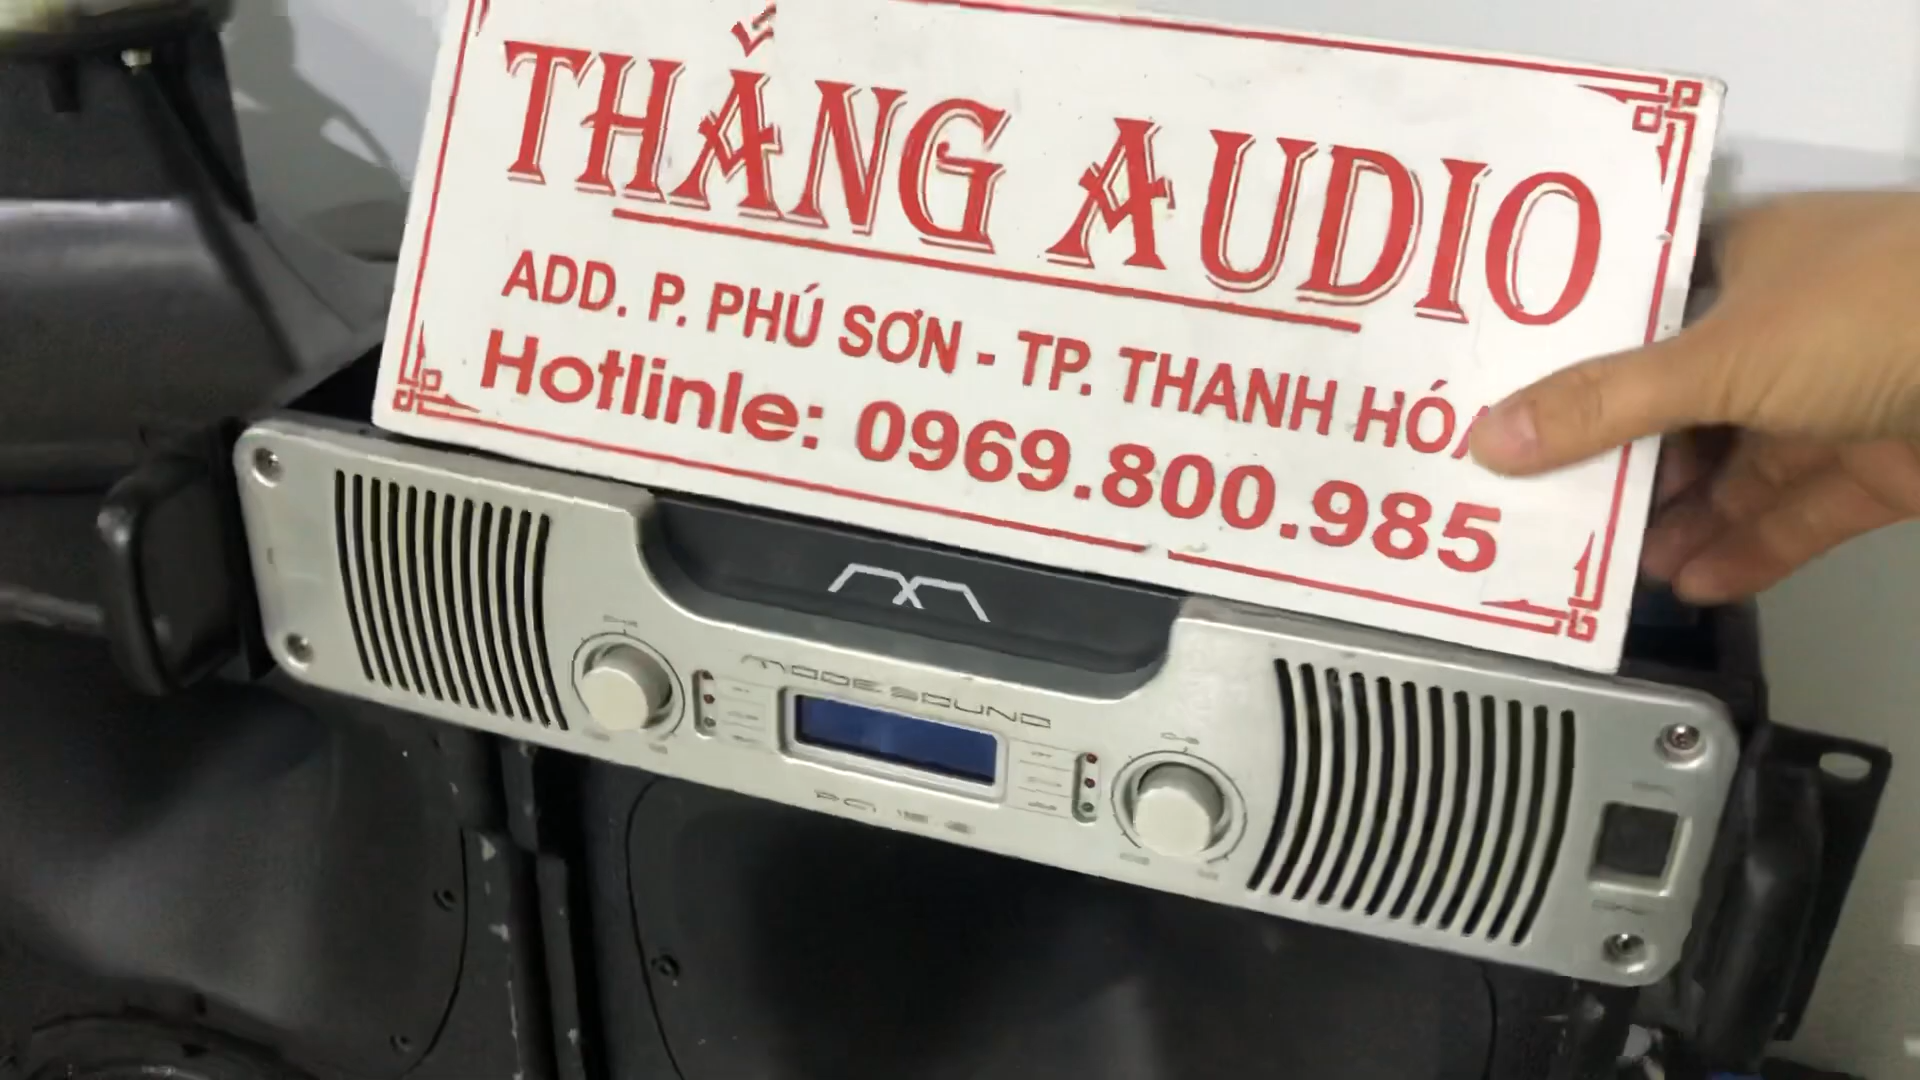 THẮNG AUDIO
ADD. P. PHÚ SƠN - TP. THANH HÓA
Hotlinle: 0969.800.985
MODESOUND